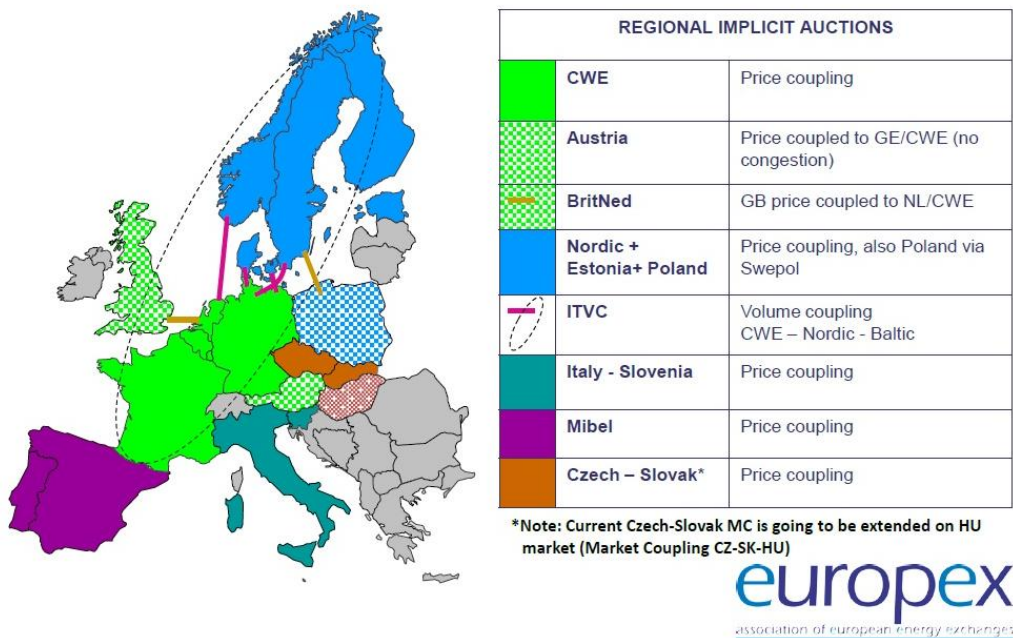 REGIONAL IMPLICIT AUCTIONS
CWE
Price coupling
Austria
Price coupled to GE/CWE (no
congestion)
BritNed
GB price coupled to NL/CWE
Nordic +
Estonia+ Poland
Price coupling, also Poland via
Swepol
ITVC
Volume coupling
CWE – Nordic - Baltic
Italy - Slovenia
Price coupling
Mibel
Price coupling
Czech – Slovak*
Price coupling
*Note: Current Czech-Slovak MC is going to be extended on HU
market (Market Coupling CZ-SK-HU)
europex
association of european energy exchanges